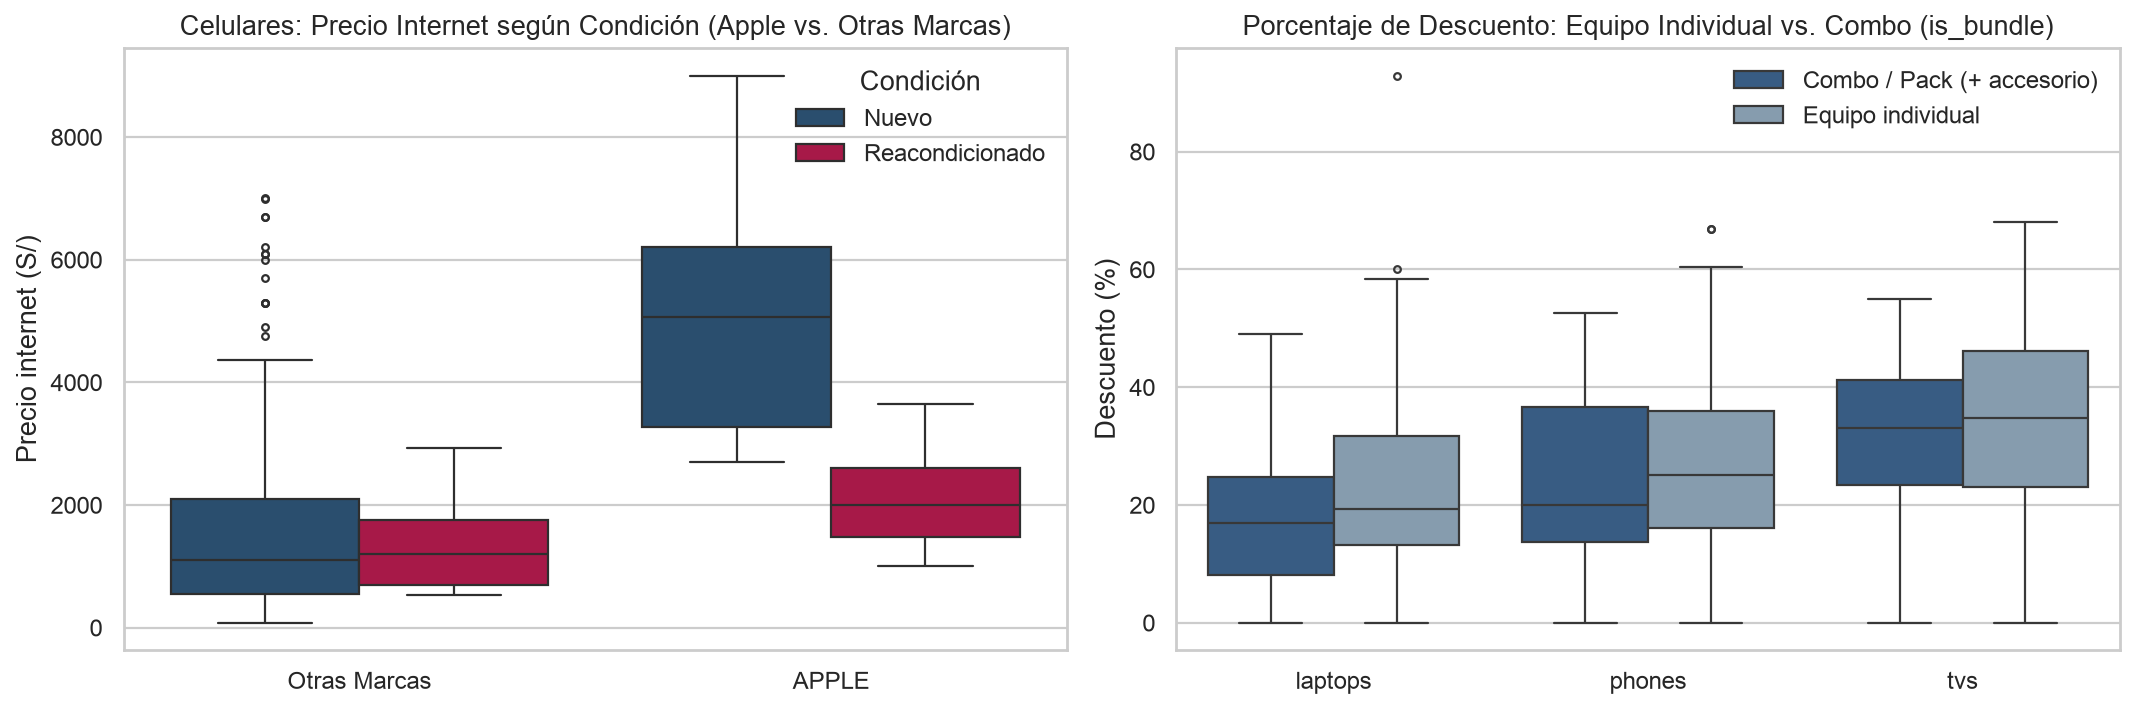 Celulares: Precio Internet según Condición (Apple vs. Otras Marcas)
Precio internet (S/)
8000
6000
4000
2000
0
Condición
Nuevo
Reacondicionado
Otras Marcas
APPLE
Porcentaje de Descuento: Equipo Individual vs. Combo (is_bundle)
Descuento (%)
80
60
40
20
0
Combo / Pack (+ accesorio)
Equipo individual
laptops
phones
tvs